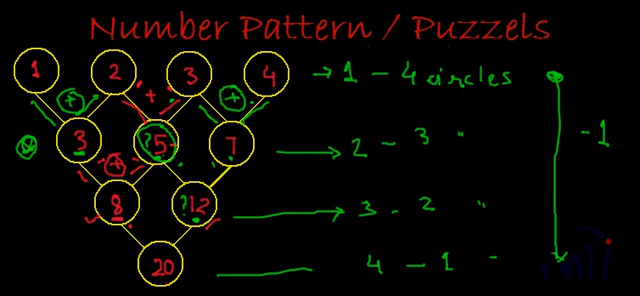 Number Pattern / Puzzels
1 2 3 4 → 1 - 4 circles
+ + +
3 ?5 7 → 2 - 3 "
- 1
+
8 ?12 → 3 - 2 "
20 4 - 1 "